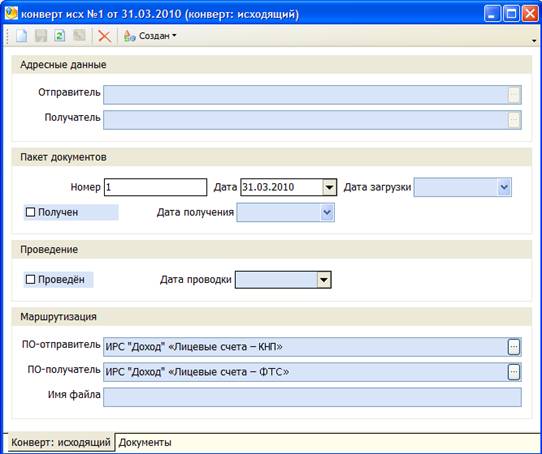 конверт исх №1 от 31.03.2010 (конверт: исходящий)
Создан
Адресные данные
Отправитель
Получатель
Пакет документов
Номер 1 Дата 31.03.2010 Дата загрузки
Получен Дата получения
Проведение
Проведён Дата проводки
Маршрутизация
ПО-отправитель ИРС "Доход" «Лицевые счета – КНП»
ПО-получатель ИРС "Доход" «Лицевые счета – ФТС»
Имя файла
Конверт: исходящий Документы